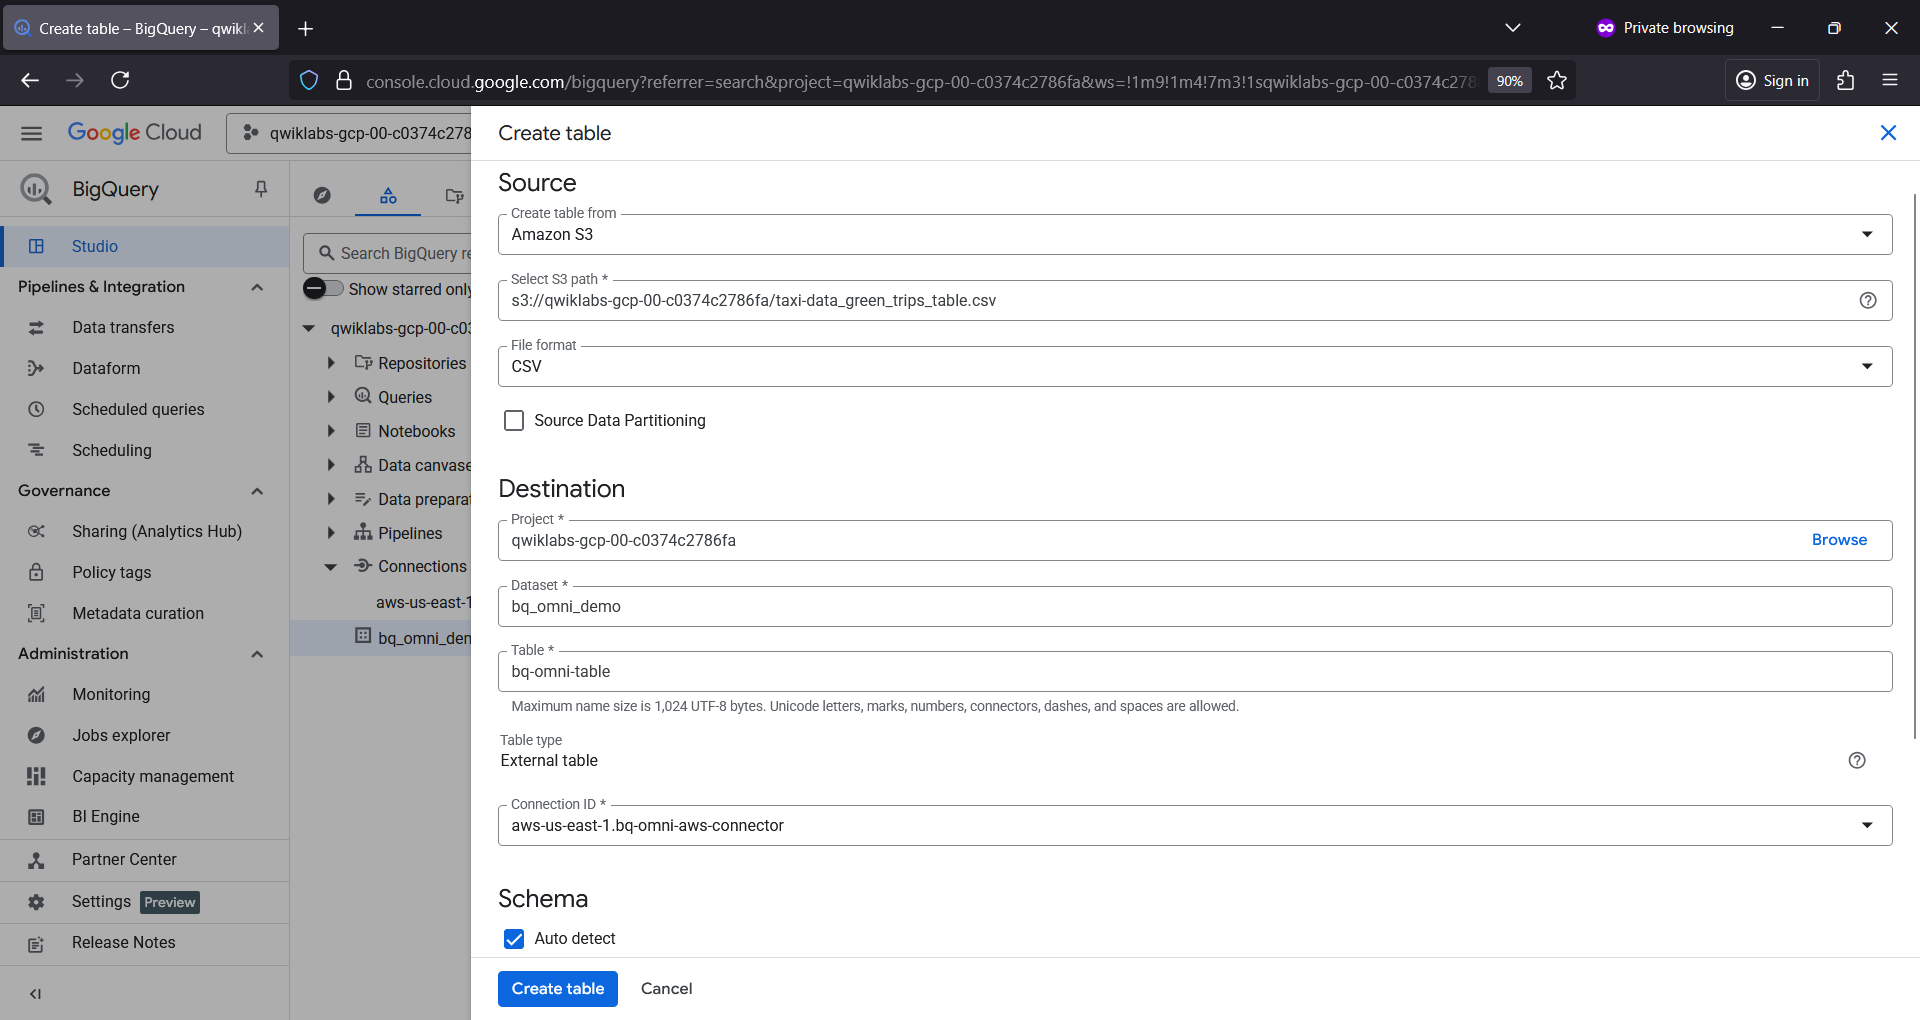 Create table – BigQuery – qwikl
Private browsing
console.cloud.google.com/bigquery?referrer=search&project=qwiklabs-gcp-00-c0374c2786fa&ws=!1m9!1m4!7m3!1sqwiklabs-gcp-00-c0374c278
90%
Sign in
Google Cloud
qwiklabs-gcp-00-c0374c278
BigQuery
Studio
Pipelines & Integration
Data transfers
Dataform
Scheduled queries
Scheduling
Governance
Sharing (Analytics Hub)
Policy tags
Metadata curation
Administration
Monitoring
Jobs explorer
Capacity management
BI Engine
Partner Center
Settings Preview
Release Notes
Search BigQuery re
Show starred only
qwiklabs-gcp-00-c03
Repositories
Queries
Notebooks
Data canvase
Data preparat
Pipelines
Connections
aws-us-east-1
bq_omni_dem
Create table
Source
Create table from
Amazon S3
Select S3 path *
s3://qwiklabs-gcp-00-c0374c2786fa/taxi-data_green_trips_table.csv
File format
CSV
Source Data Partitioning
Destination
Project *
qwiklabs-gcp-00-c0374c2786fa
Browse
Dataset *
bq_omni_demo
Table *
bq-omni-table
Maximum name size is 1,024 UTF-8 bytes. Unicode letters, marks, numbers, connectors, dashes, and spaces are allowed.
Table type
External table
Connection ID *
aws-us-east-1.bq-omni-aws-connector
Schema
Auto detect
Create table
Cancel